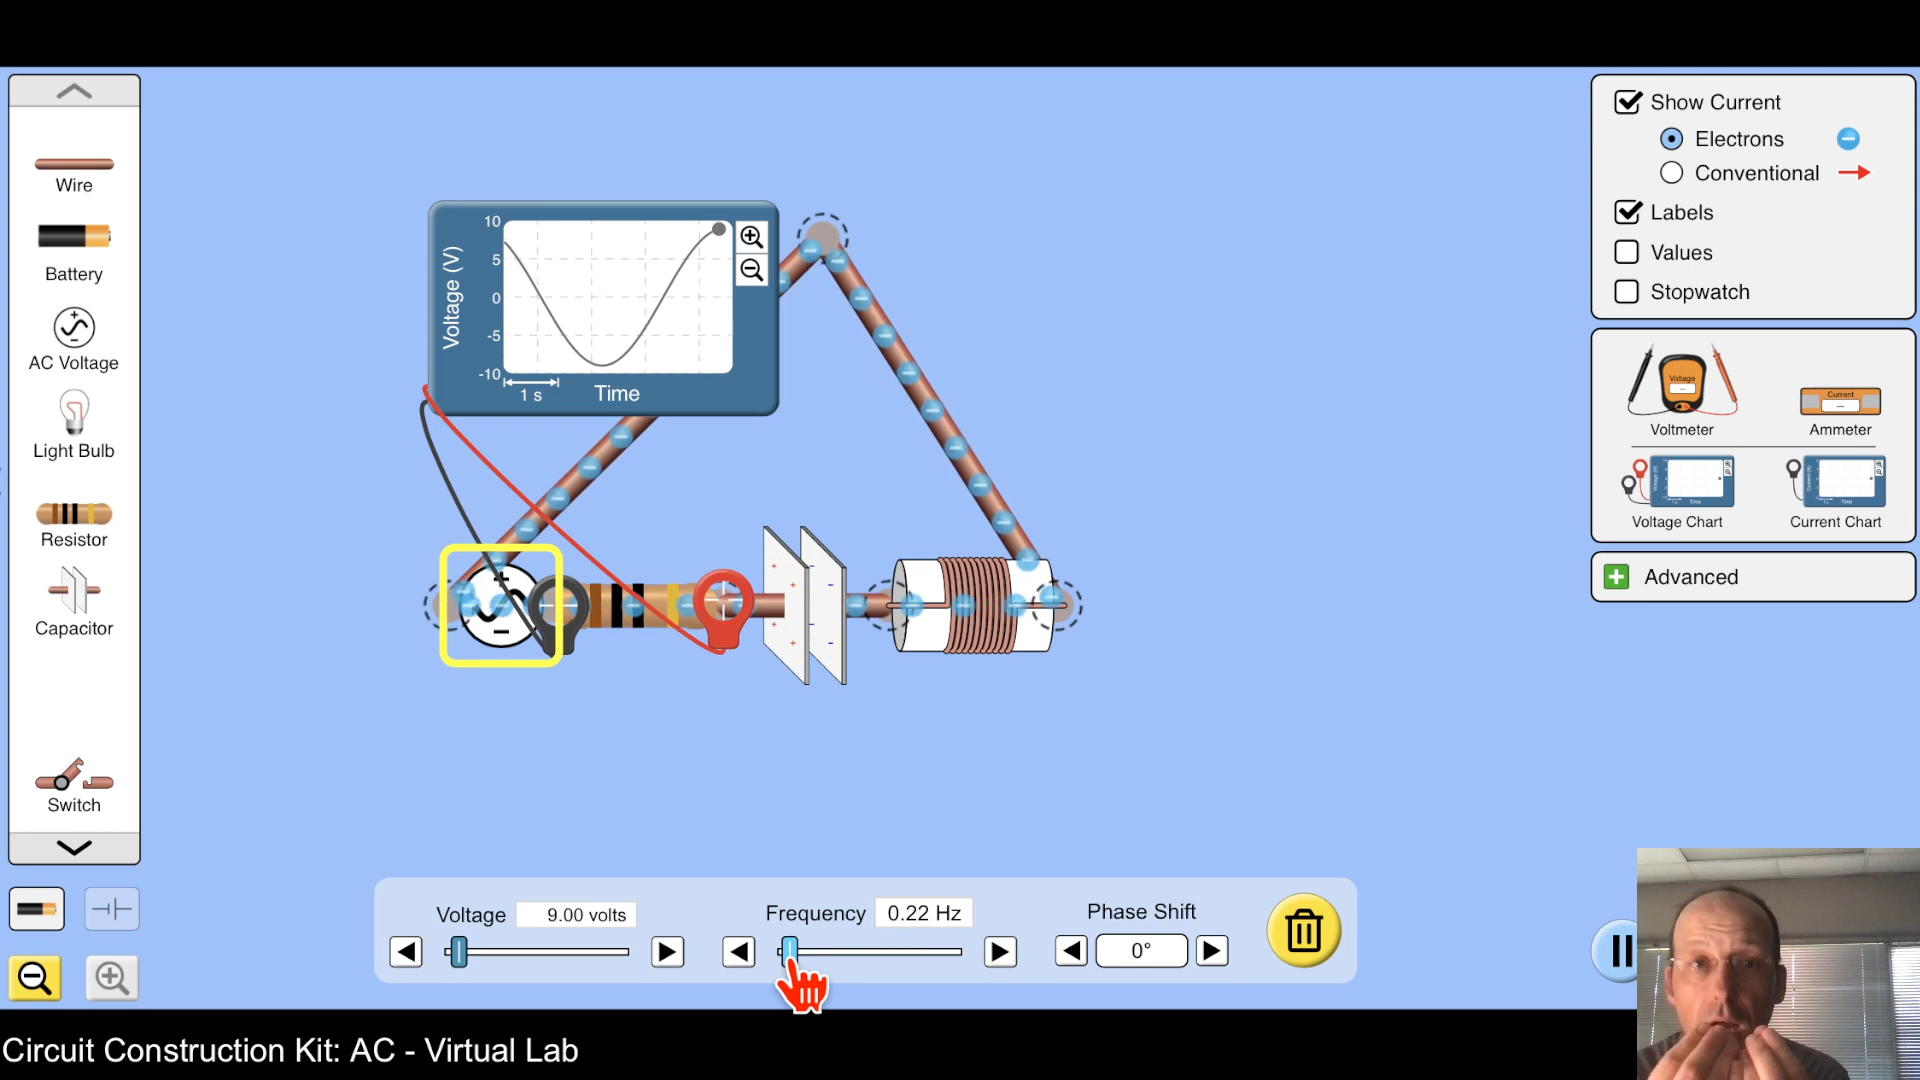 Wire
Battery
AC Voltage
Light Bulb
Resistor
Capacitor
Switch
10
5
0
-5
-10
Voltage (V)
1 s
Time
Show Current
Electrons
Conventional
Labels
Values
Stopwatch
Voltage
Voltmeter
Current
Ammeter
Voltage Chart
Current Chart
Advanced
Voltage 9.00 volts
Frequency 0.22 Hz
Phase Shift
0°
Circuit Construction Kit: AC - Virtual Lab